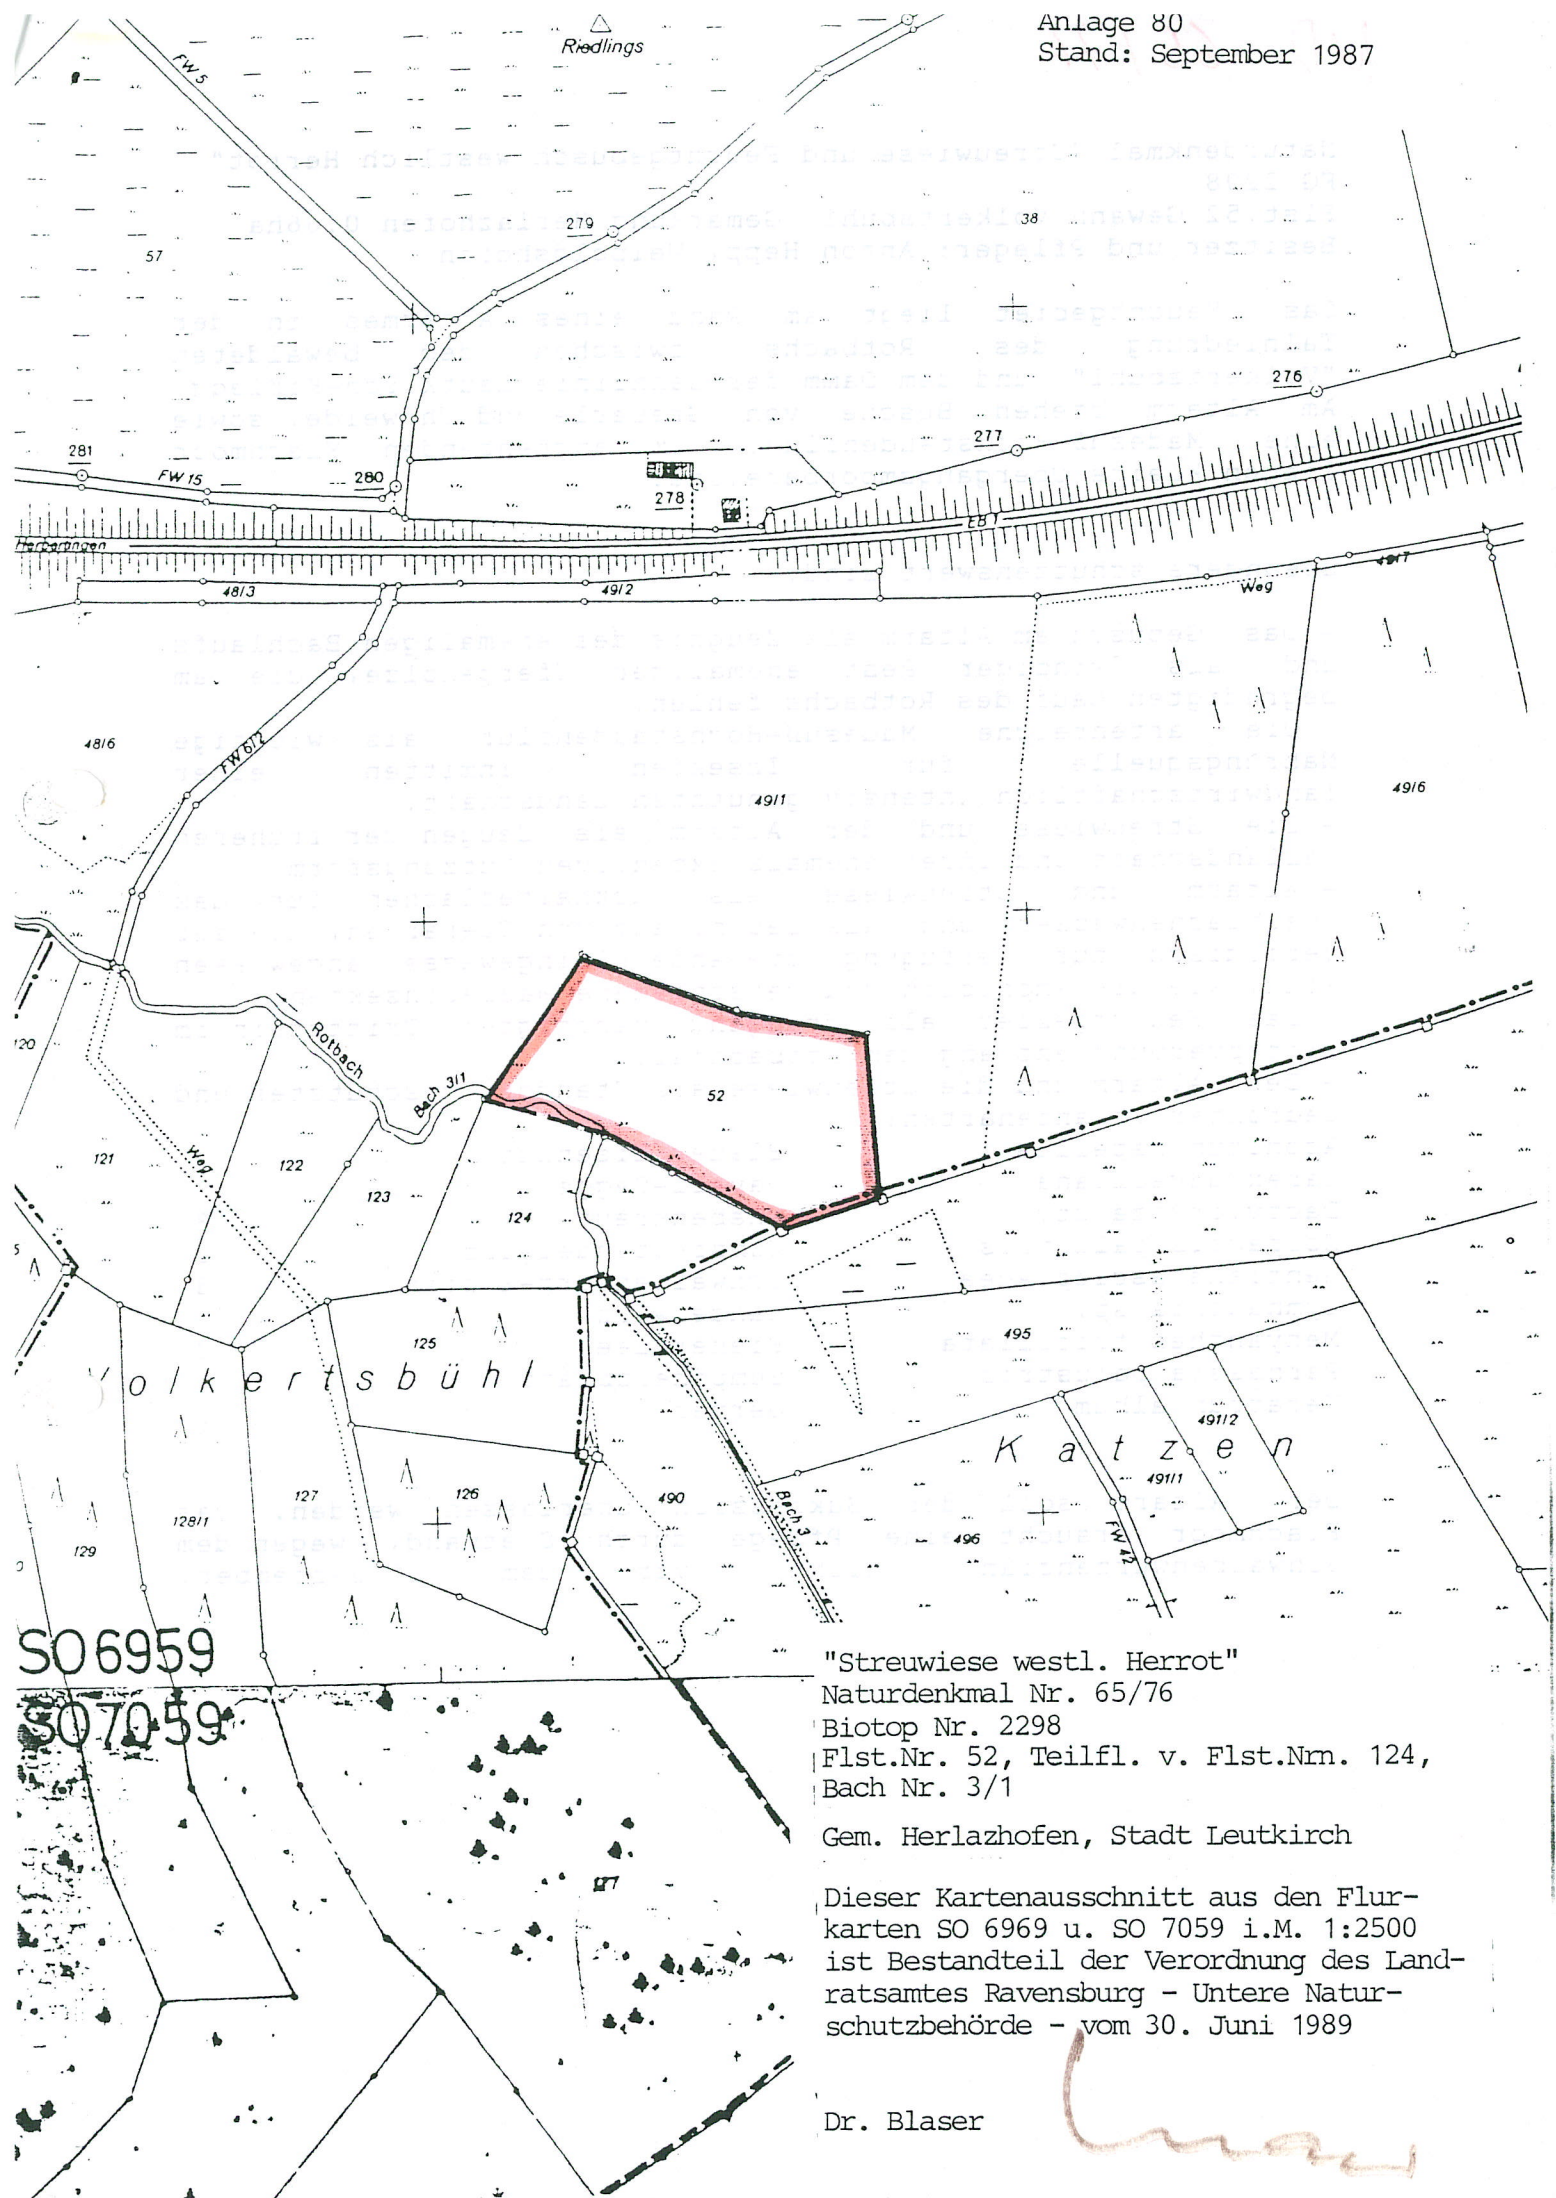 Anlage 80
Stand: September 1987
Riedlings
FW 5
279
38
57
276
277
281
FW 15
280
278
EB 1
48/3
49/2
Weg
49/7
48/6
FW 61/2
49/1
49/6
120
Rotbach
Bach 3/1
52
121
Weg
122
123
124
125
495
Volkertsbühl
491/2
Katzen
491/1
127
126
490
Bach 3
128/1
129
496
FW 42
SO 6959
SO 7059
"Streuwiese westl. Herrot"
Naturdenkmal Nr. 65/76
Biotop Nr. 2298
Flst.Nr. 52, Teilfl. v. Flst.Nrn. 124,
Bach Nr. 3/1
Gem. Herlazhofen, Stadt Leutkirch
Dieser Kartenausschnitt aus den Flur-
karten SO 6969 u. SO 7059 i.M. 1:2500
ist Bestandteil der Verordnung des Land-
ratsamtes Ravensburg - Untere Natur-
schutzbehörde - vom 30. Juni 1989
Dr. Blaser